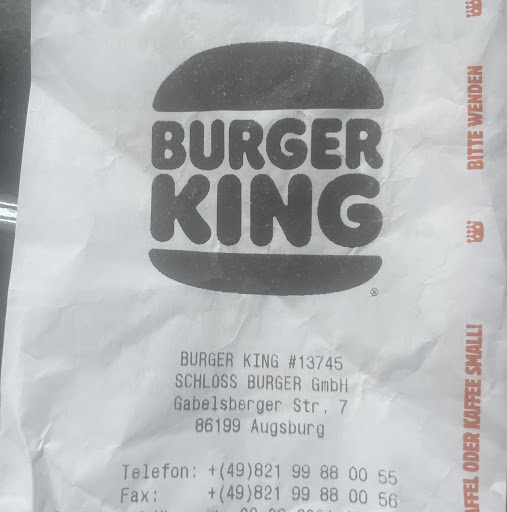 BURGER
KING
®
BURGER KING #13745
SCHLOSS BURGER GmbH
Gabelsberger Str. 7
86199 Augsburg
Telefon: +(49)821 99 88 00 55
Fax: +(49)821 99 88 00 56
BITTE WENDEN
ODER KAFFEE SMALL!